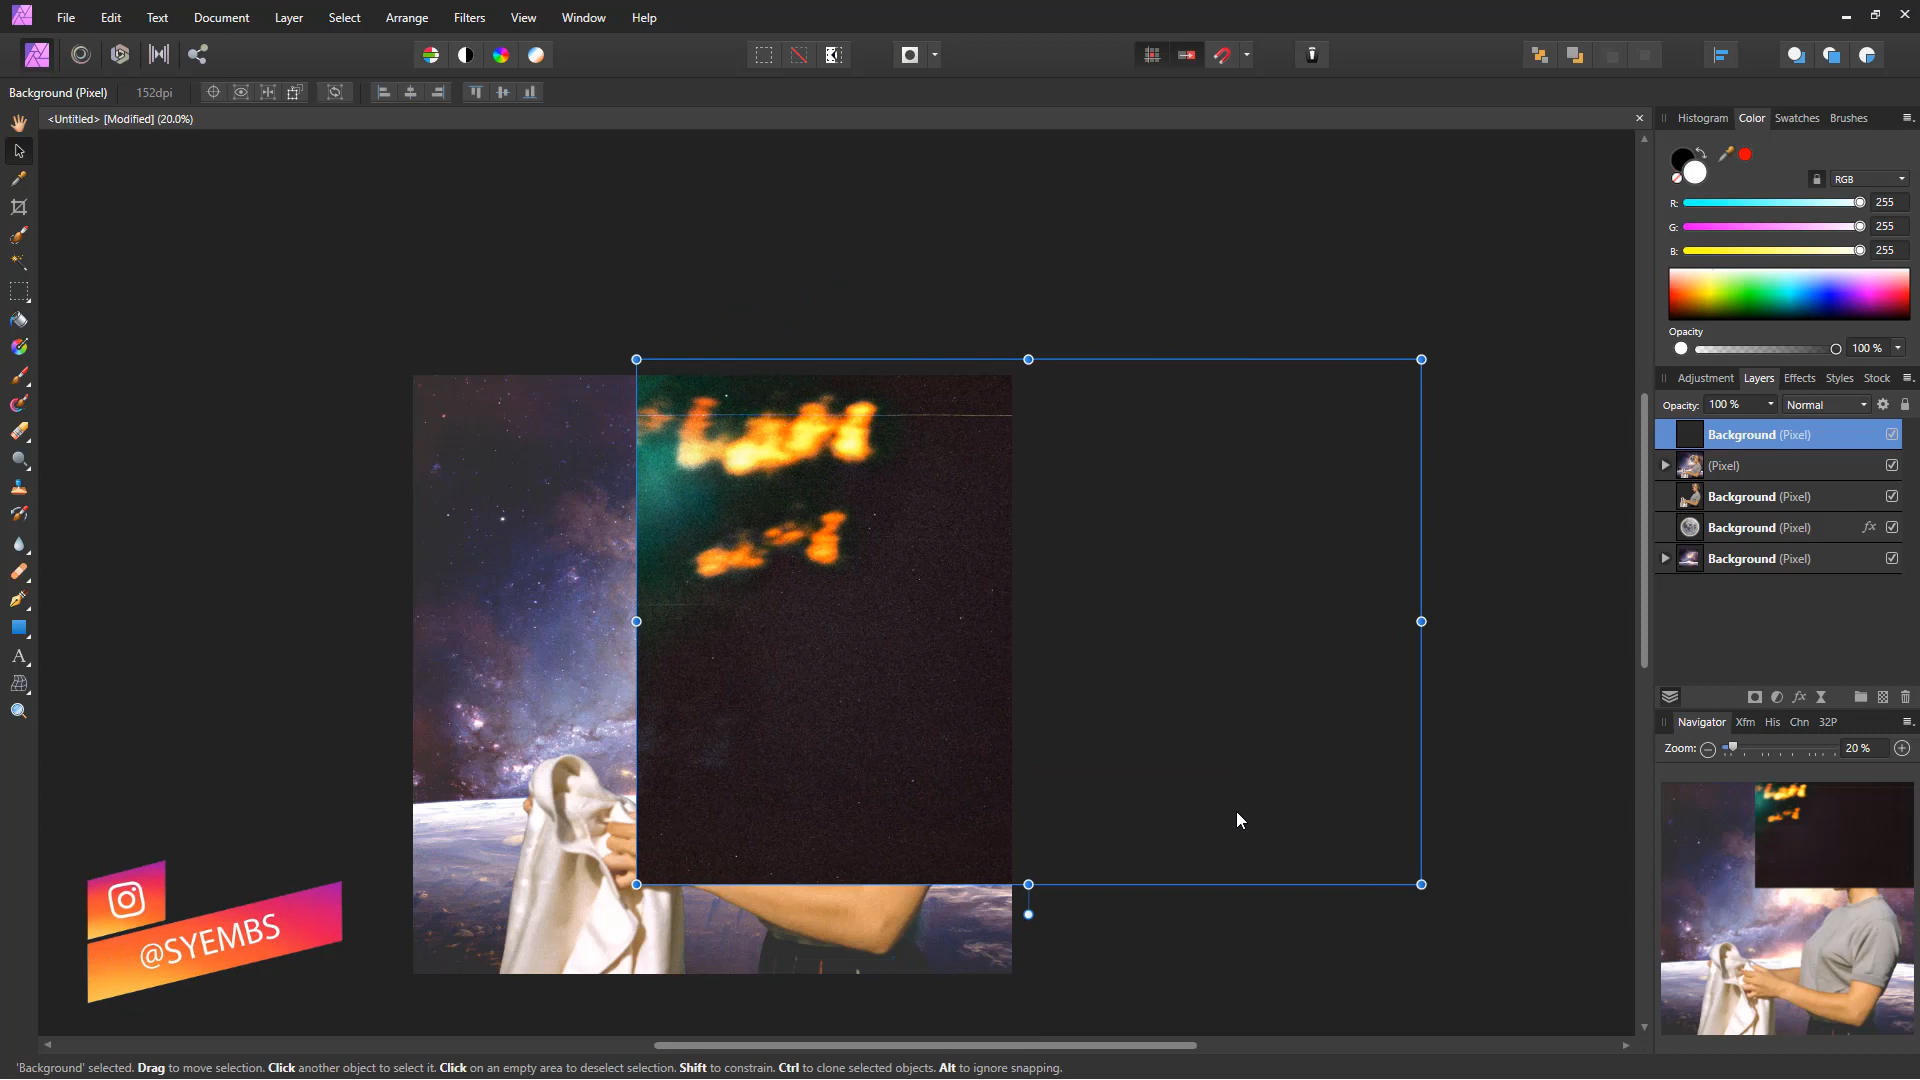 File Edit Text Document Layer Select Arrange Filters View Window Help
Background (Pixel) 152dpi
<Untitled> [Modified] (20.0%)
Histogram Color Swatches Brushes
RGB
R: 255
G: 255
B: 255
Opacity
100 %
Adjustment Layers Effects Styles Stock
Opacity: 100 % Normal
Background (Pixel)
(Pixel)
Background (Pixel)
Background (Pixel) fx
Background (Pixel)
fx
Navigator Xfm His Chn 32P
Zoom: 20 %
@SYEMBS
'Background' selected. Drag to move selection. Click another object to select it. Click on an empty area to deselect selection. Shift to constrain. Ctrl to clone selected objects. Alt to ignore snapping.